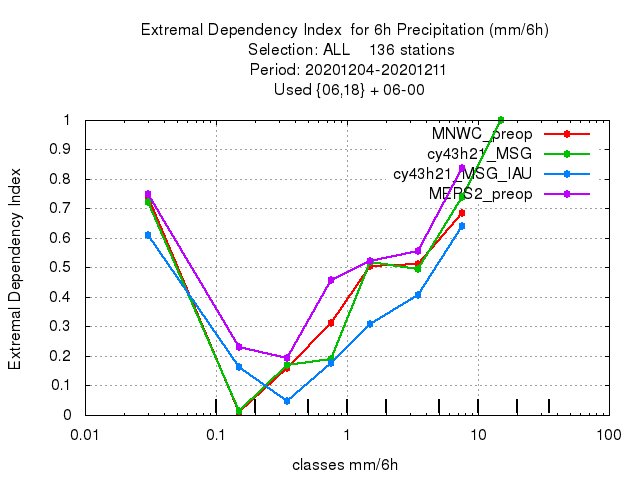 Extremal Dependency Index  for 6h Precipitation (mm/6h)
Selection: ALL    136 stations
Period: 20201204-20201211
Used {06,18} + 06-00
Extremal Dependency Index
1
0.9
0.8
0.7
0.6
0.5
0.4
0.3
0.2
0.1
0
MNWC_preop
cy43h21_MSG
cy43h21_MSG_IAU
MEPS2_preop
0.01 0.1 1 10 100
classes mm/6h